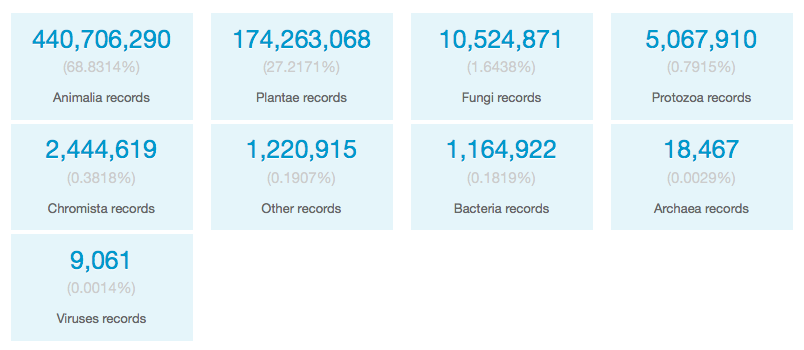 440,706,290
(68.8314%)
Animalia records
174,263,068
(27.2171%)
Plantae records
10,524,871
(1.6438%)
Fungi records
5,067,910
(0.7915%)
Protozoa records
2,444,619
(0.3818%)
Chromista records
1,220,915
(0.1907%)
Other records
1,164,922
(0.1819%)
Bacteria records
18,467
(0.0029%)
Archaea records
9,061
(0.0014%)
Viruses records